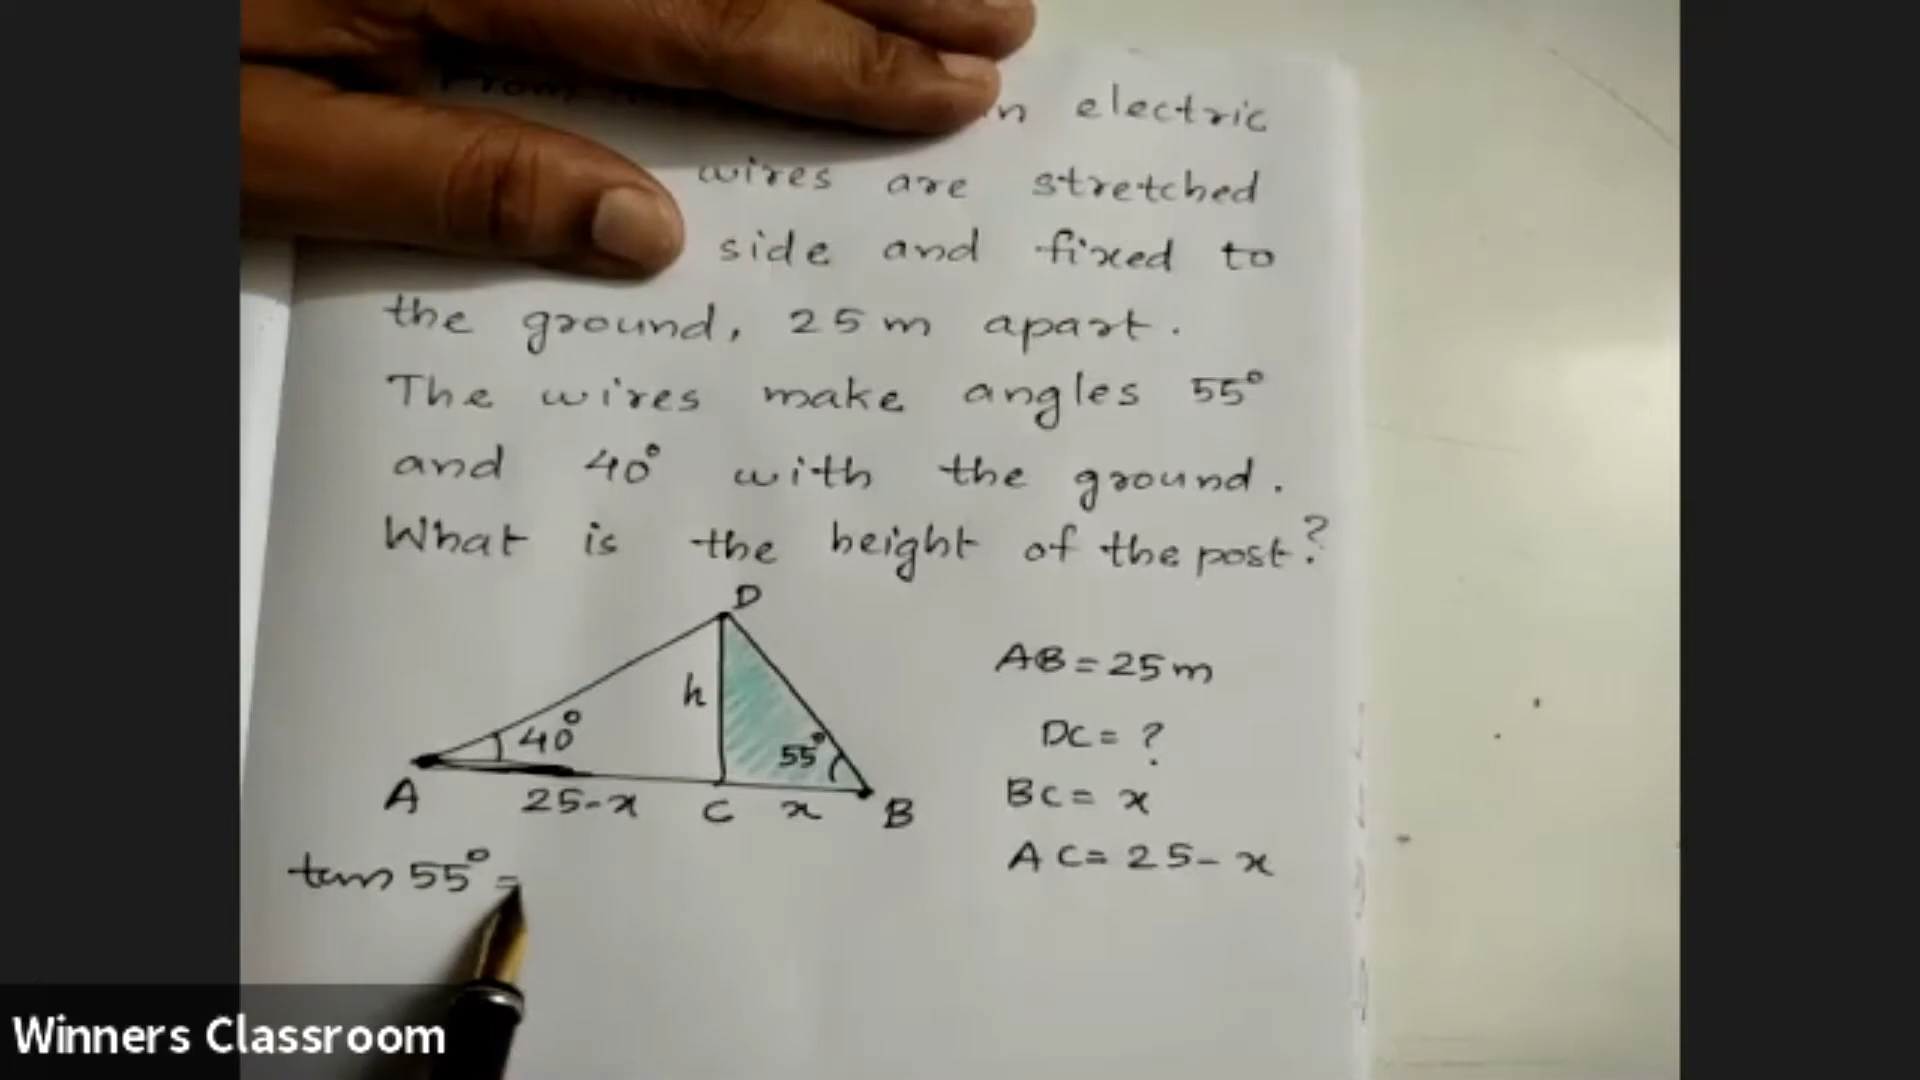 electric
wires are stretched
side and fixed to
the ground, 25m apart.
The wires make angles 55°
and 40° with the ground.
What is the height of the post?
D
h
40°
55°
A 25-x C x B
AB = 25m
DC = ?
BC = x
AC = 25-x
tan 55° =
Winners Classroom